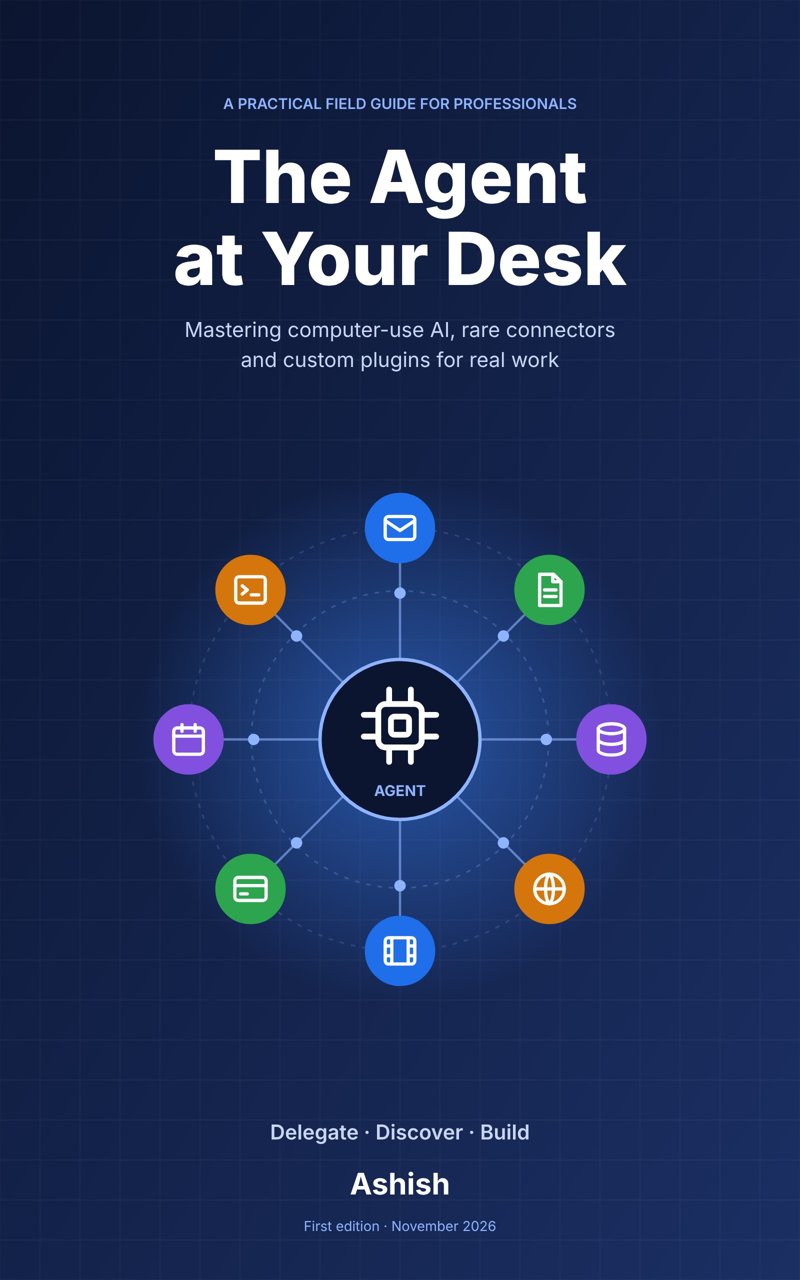 A PRACTICAL FIELD GUIDE FOR PROFESSIONALS
The Agent
at Your Desk
Mastering computer-use AI, rare connectors
and custom plugins for real work
AGENT
Delegate · Discover · Build
Ashish
First edition · November 2026